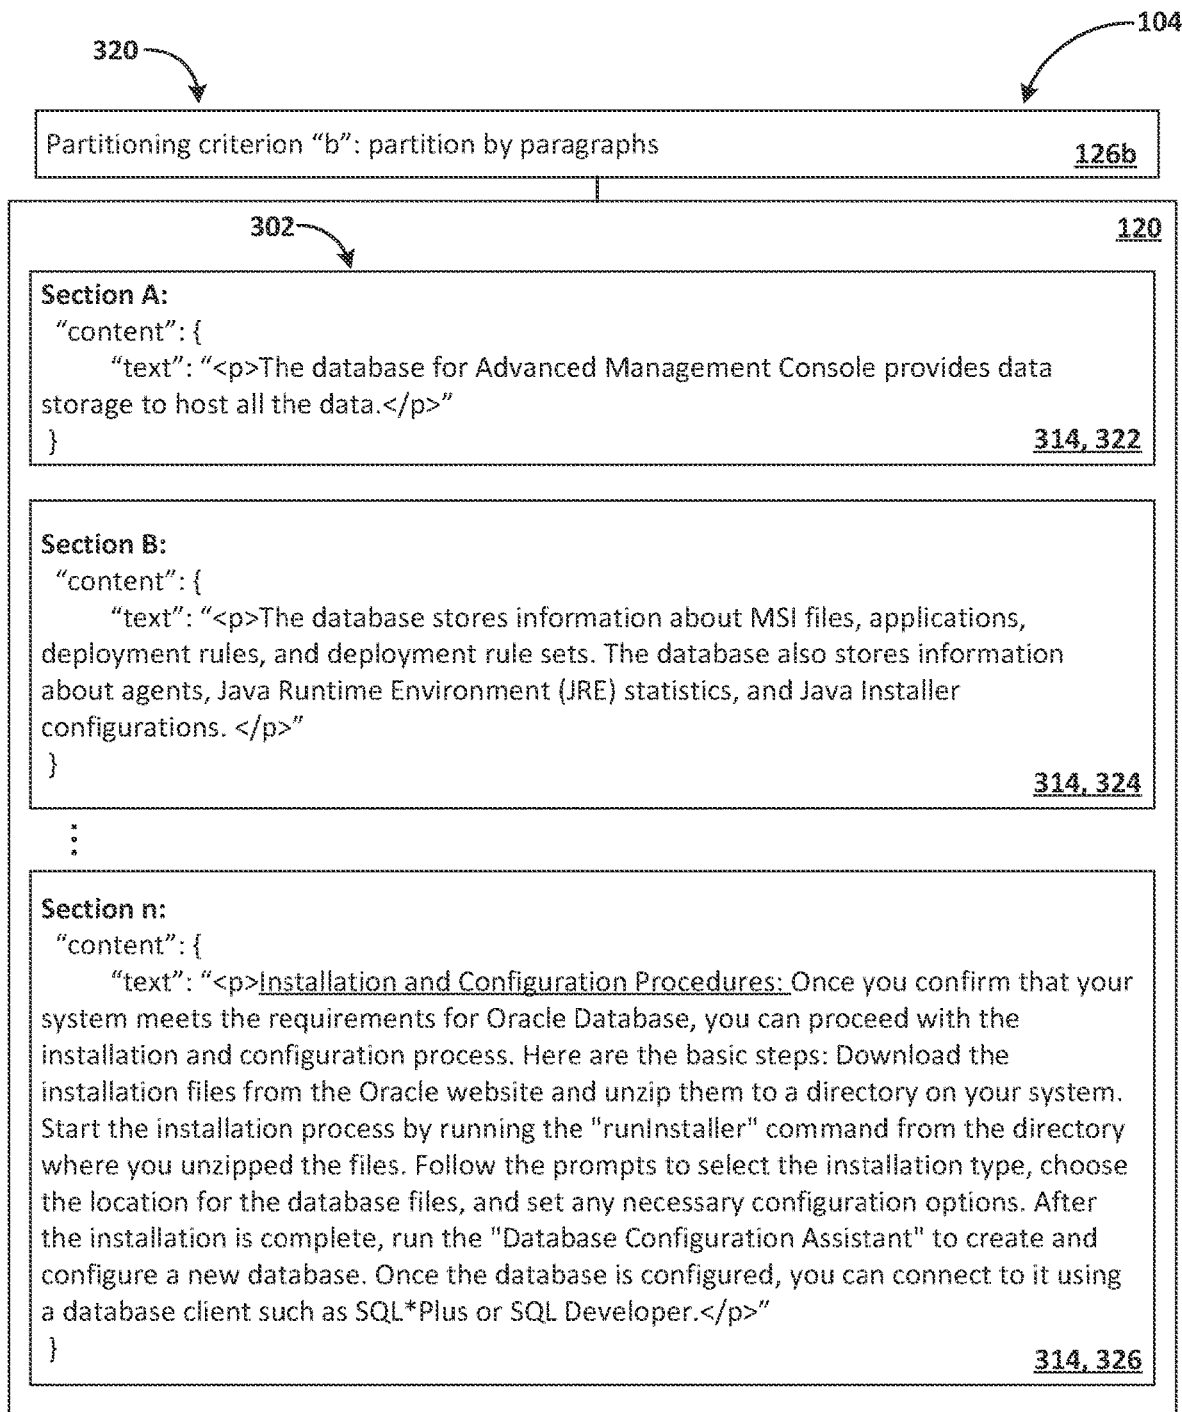 104
320
Partitioning criterion “b”: partition by paragraphs
126b
302
120
Section A:
“content”: {
“text”: “<p>The database for Advanced Management Console provides data
storage to host all the data.</p>”
}
314, 322
Section B:
“content”: {
“text”: “<p>The database stores information about MSI files, applications,
deployment rules, and deployment rule sets. The database also stores information
about agents, Java Runtime Environment (JRE) statistics, and Java Installer
configurations. </p>”
}
314, 324
Section n:
“content”: {
“text”: “<p>Installation and Configuration Procedures: Once you confirm that your
system meets the requirements for Oracle Database, you can proceed with the
installation and configuration process. Here are the basic steps: Download the
installation files from the Oracle website and unzip them to a directory on your system.
Start the installation process by running the "runInstaller" command from the directory
where you unzipped the files. Follow the prompts to select the installation type, choose
the location for the database files, and set any necessary configuration options. After
the installation is complete, run the "Database Configuration Assistant" to create and
configure a new database. Once the database is configured, you can connect to it using
a database client such as SQL*Plus or SQL Developer.</p>”
}
314, 326